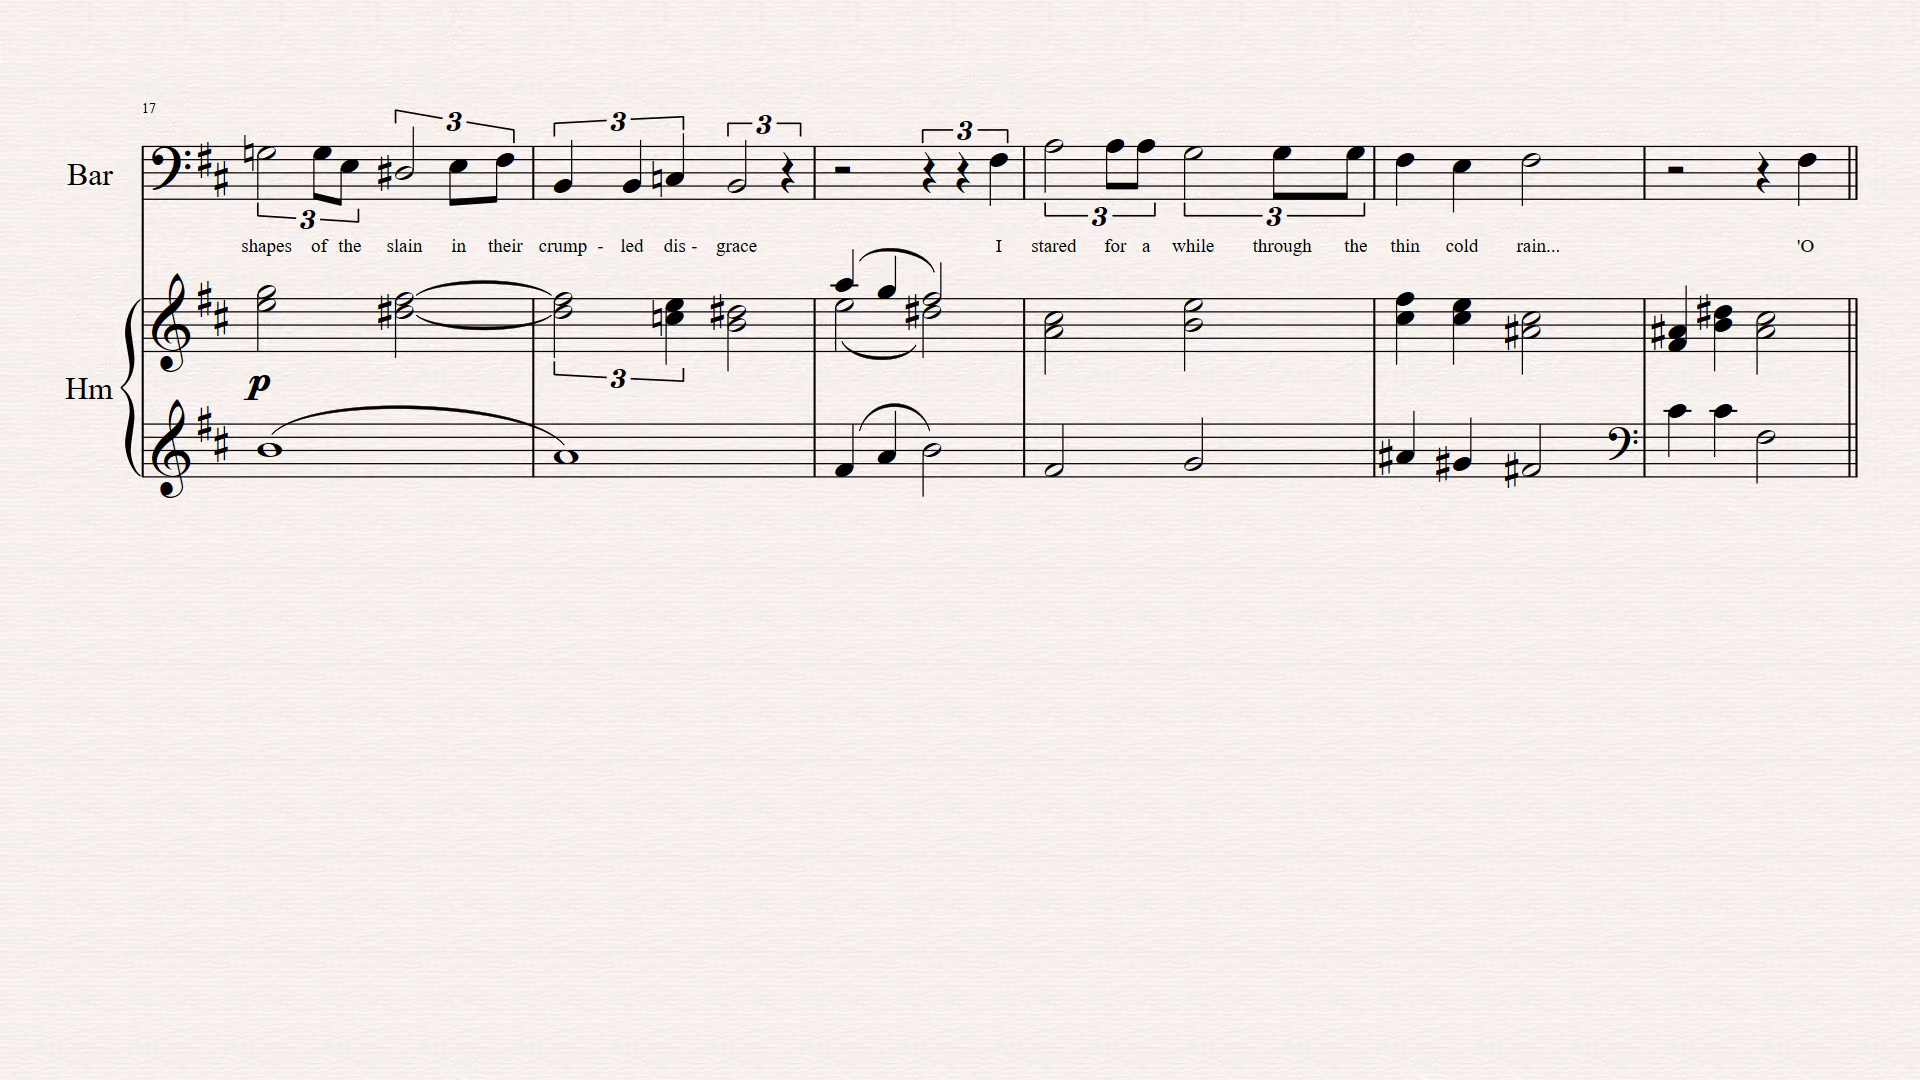 17
3 3 3 3
Bar
3 3 3
shapes of the slain in their crump - led dis - grace I stared for a while through the thin cold rain... 'O
3
p
Hm